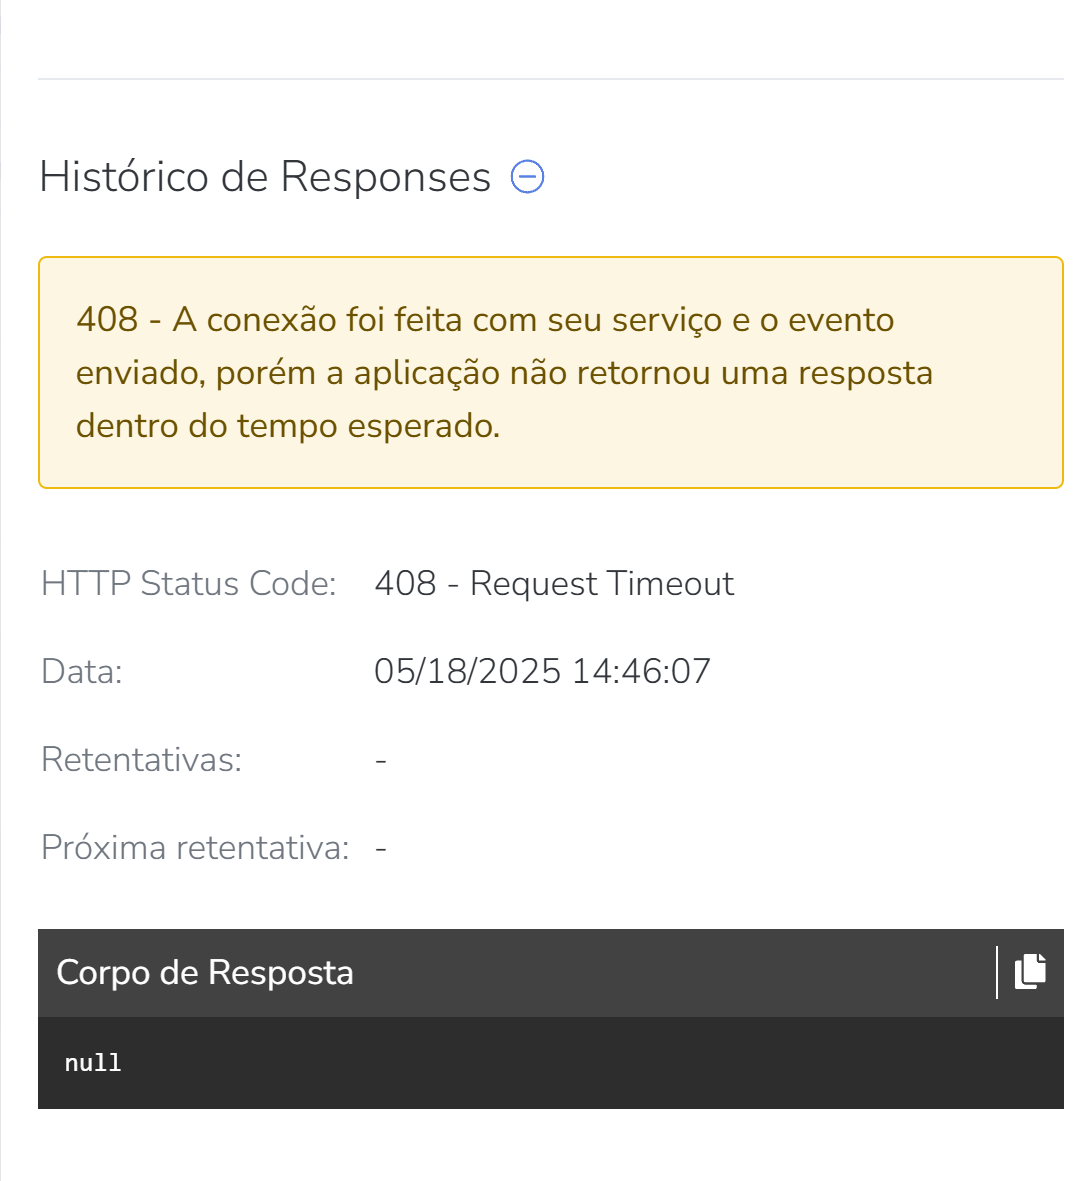 Histórico de Responses
408 - A conexão foi feita com seu serviço e o evento
enviado, porém a aplicação não retornou uma resposta
dentro do tempo esperado.
HTTP Status Code: 408 - Request Timeout
Data: 05/18/2025 14:46:07
Retentativas: -
Próxima retentativa: -
Corpo de Resposta
null